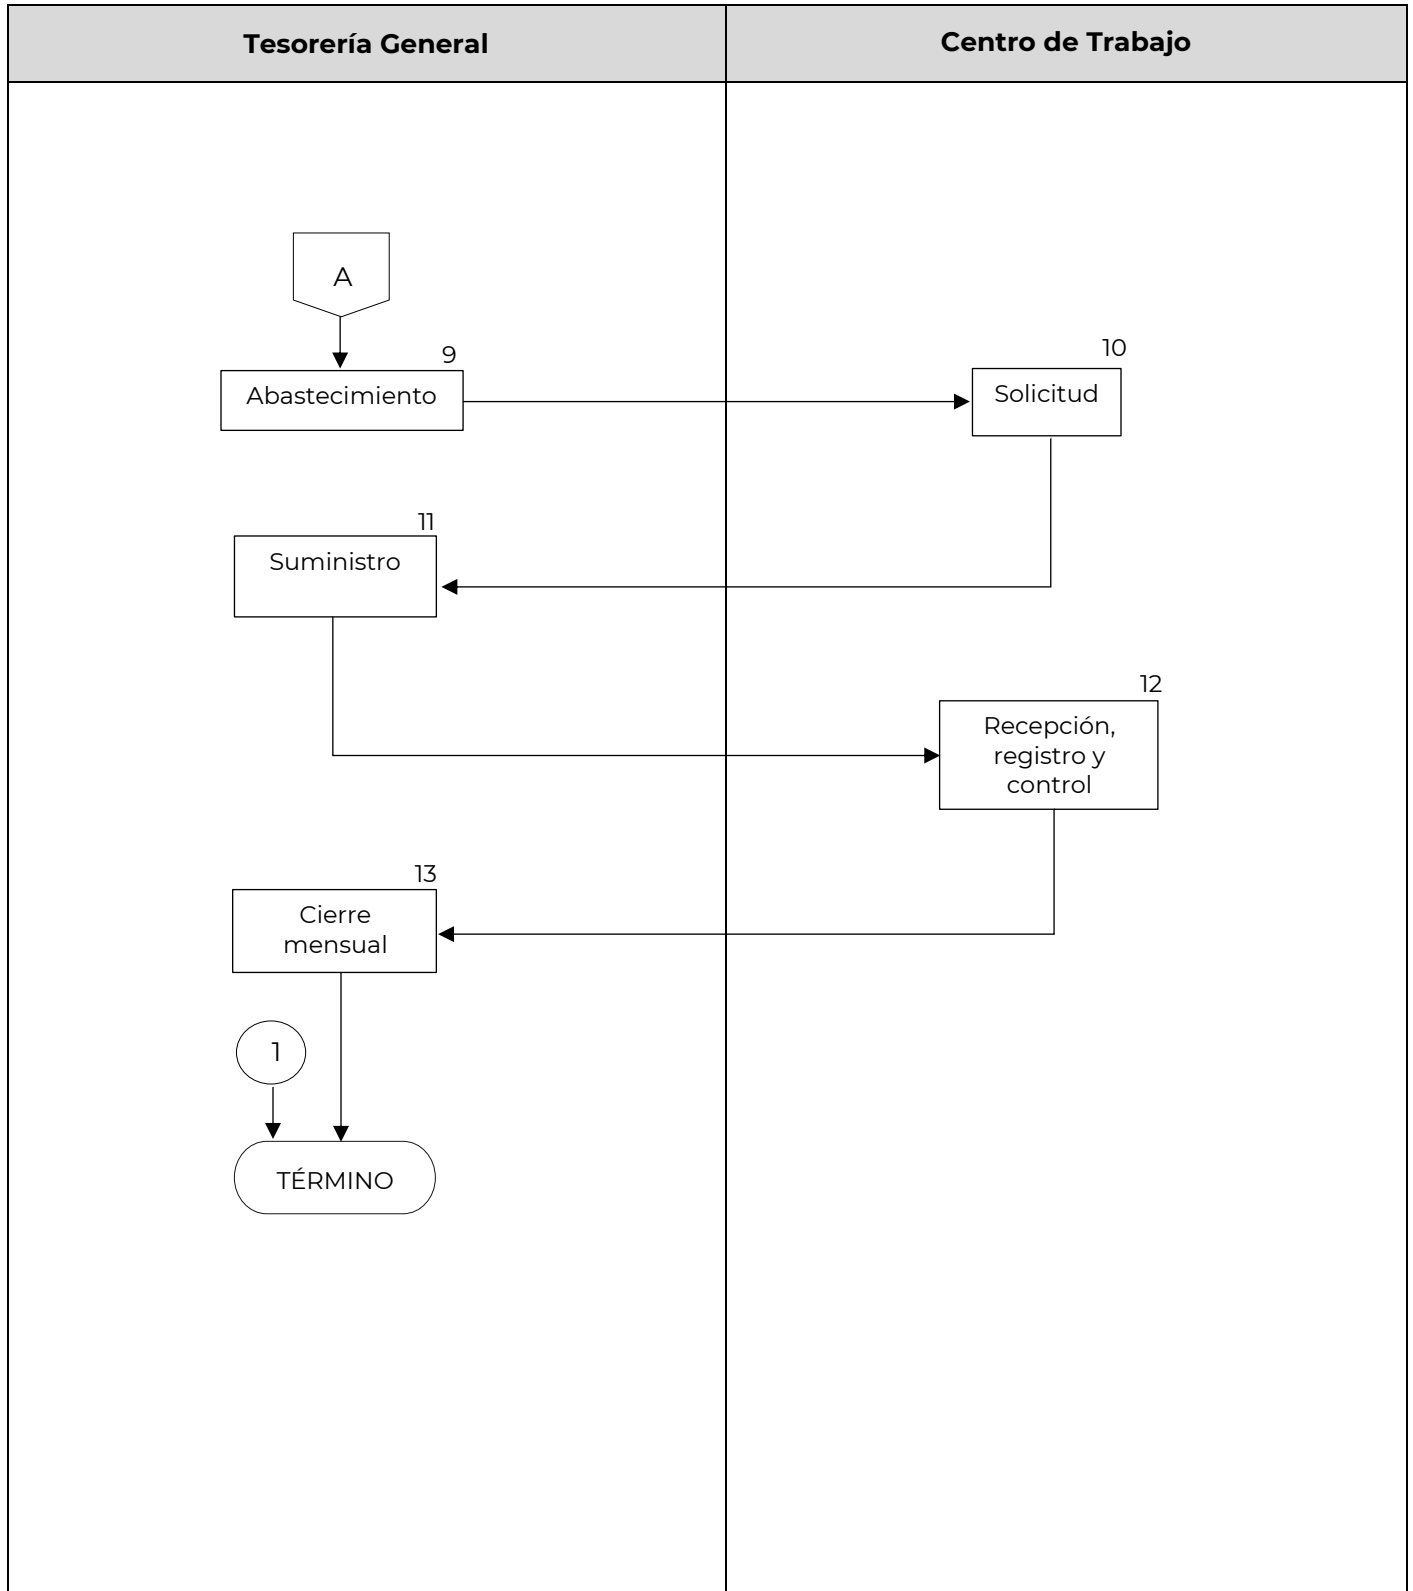 Tesorería General
Centro de Trabajo
A
9
Abastecimiento
10
Solicitud
11
Suministro
12
Recepción,
registro y
control
13
Cierre
mensual
1
TÉRMINO